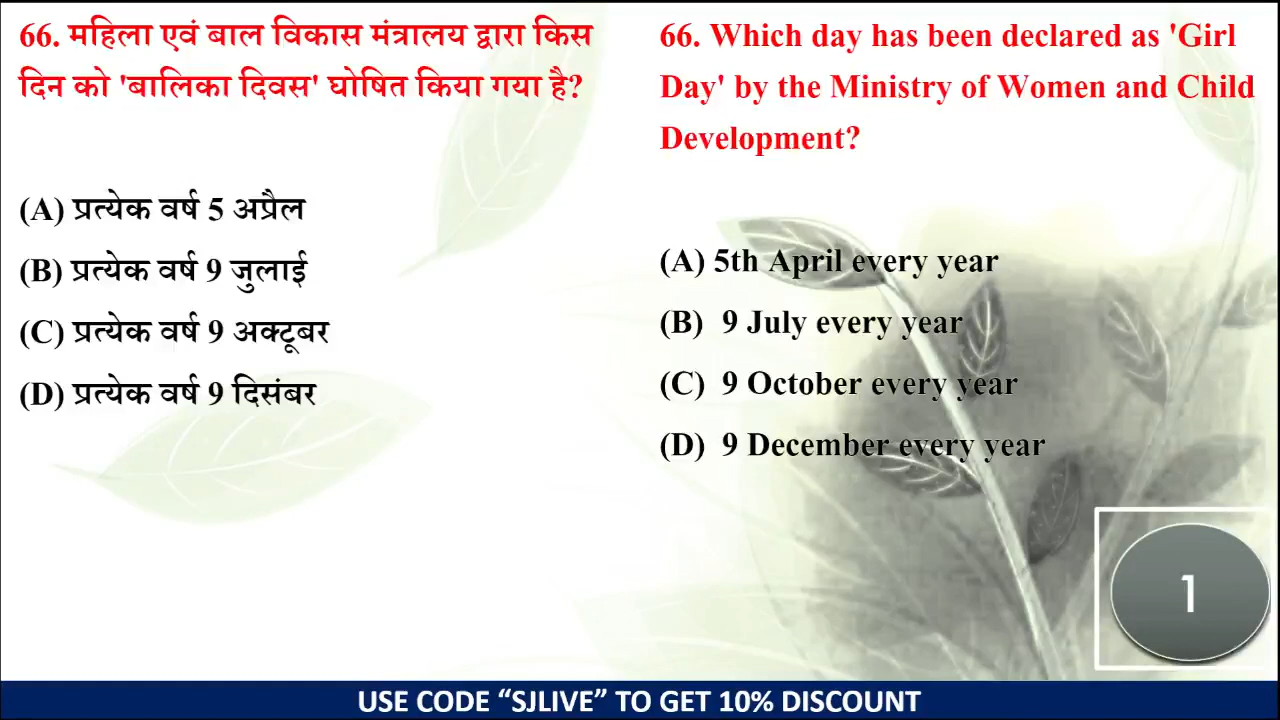 66. महिला एवं बाल विकास मंत्रालय द्वारा किस
दिन को 'बालिका दिवस' घोषित किया गया है?
(A) प्रत्येक वर्ष 5 अप्रैल
(B) प्रत्येक वर्ष 9 जुलाई
(C) प्रत्येक वर्ष 9 अक्टूबर
(D) प्रत्येक वर्ष 9 दिसंबर
66. Which day has been declared as 'Girl
Day' by the Ministry of Women and Child
Development?
(A) 5th April every year
(B) 9 July every year
(C) 9 October every year
(D) 9 December every year
1
USE CODE “SJLIVE” TO GET 10% DISCOUNT